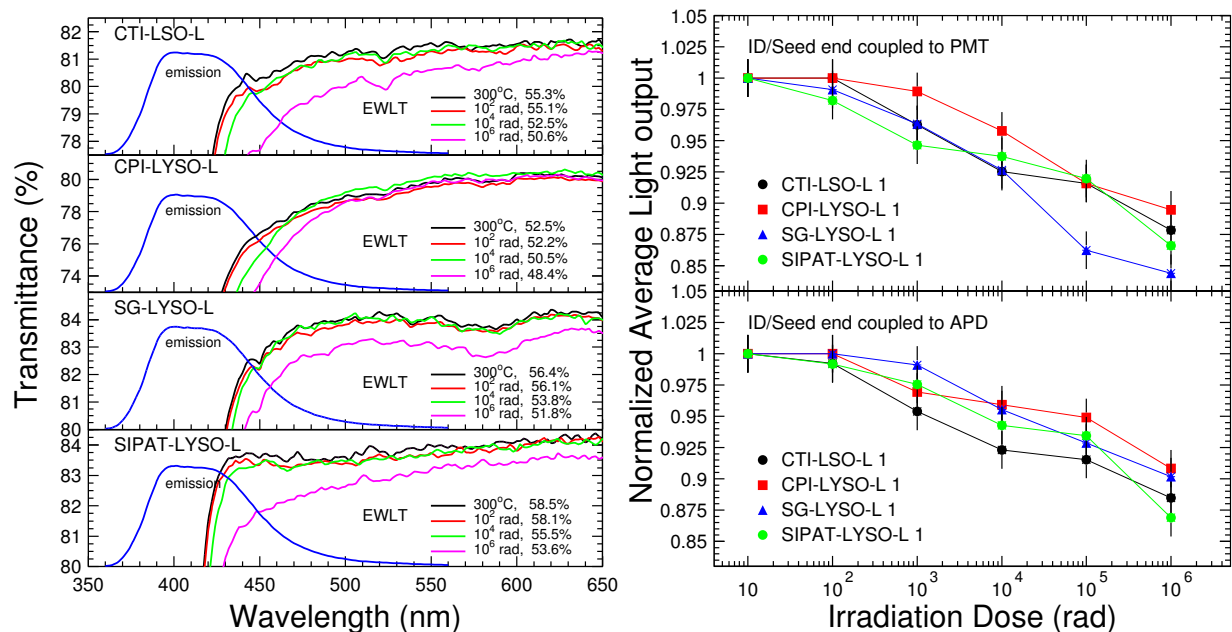 Transmittance (%)
CTI-LSO-L
emission
EWLT
300°C, 55.3%
10² rad, 55.1%
10⁴ rad, 52.5%
10⁶ rad, 50.6%
82
81
80
79
78
CPI-LYSO-L
emission
EWLT
300°C, 52.5%
10² rad, 52.2%
10⁴ rad, 50.5%
10⁶ rad, 48.4%
80
78
76
74
SG-LYSO-L
emission
EWLT
300°C, 56.4%
10² rad, 56.1%
10⁴ rad, 53.8%
10⁶ rad, 51.8%
84
83
82
81
80
SIPAT-LYSO-L
emission
EWLT
300°C, 58.5%
10² rad, 58.1%
10⁴ rad, 55.5%
10⁶ rad, 53.6%
84
83
82
81
80
350 400 450 500 550 600 650
Wavelength (nm)
Normalized Average Light output
ID/Seed end coupled to PMT
1.05
1.025
1
0.975
0.95
0.925
0.9
0.875
0.85
CTI-LSO-L 1
CPI-LYSO-L 1
SG-LYSO-L 1
SIPAT-LYSO-L 1
ID/Seed end coupled to APD
1.05
1.025
1
0.975
0.95
0.925
0.9
0.875
0.85
CTI-LSO-L 1
CPI-LYSO-L 1
SG-LYSO-L 1
SIPAT-LYSO-L 1
10 10² 10³ 10⁴ 10⁵ 10⁶
Irradiation Dose (rad)